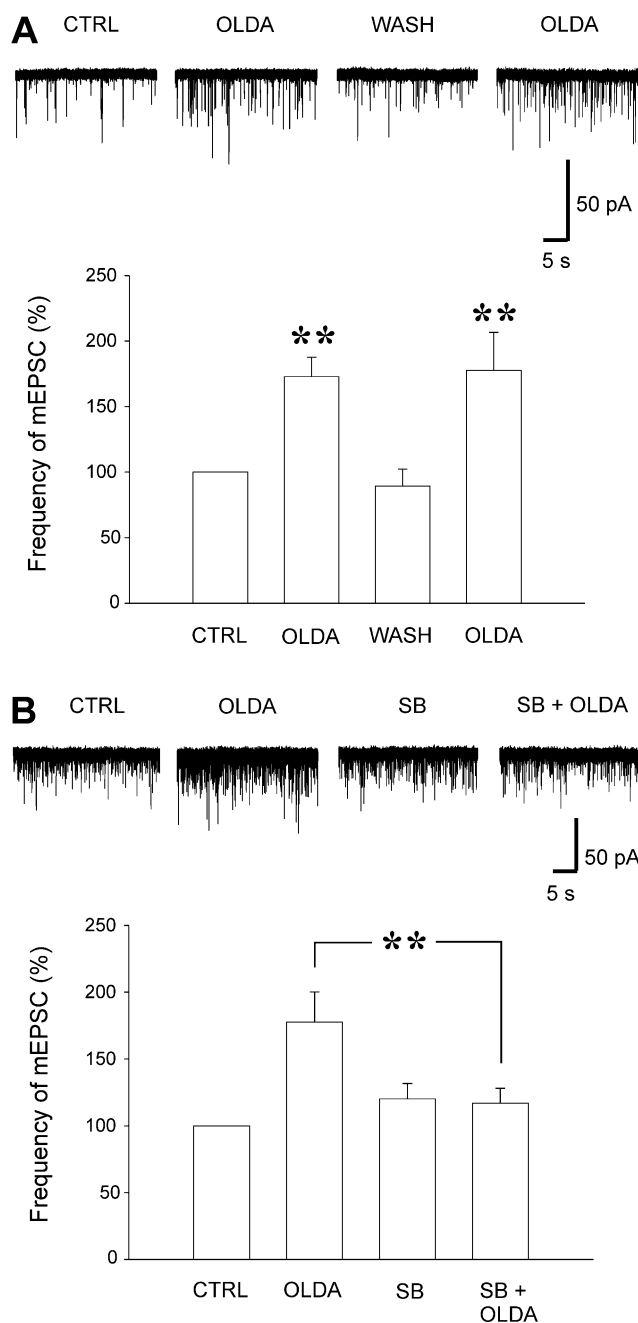 A
CTRL OLDA WASH OLDA
50 pA
5 s
Frequency of mEPSC (%)
250
200
150
100
50
0
** **
CTRL OLDA WASH OLDA
B
CTRL OLDA SB SB + OLDA
50 pA
5 s
Frequency of mEPSC (%)
250
200
150
100
50
0
**
CTRL OLDA SB SB +
OLDA